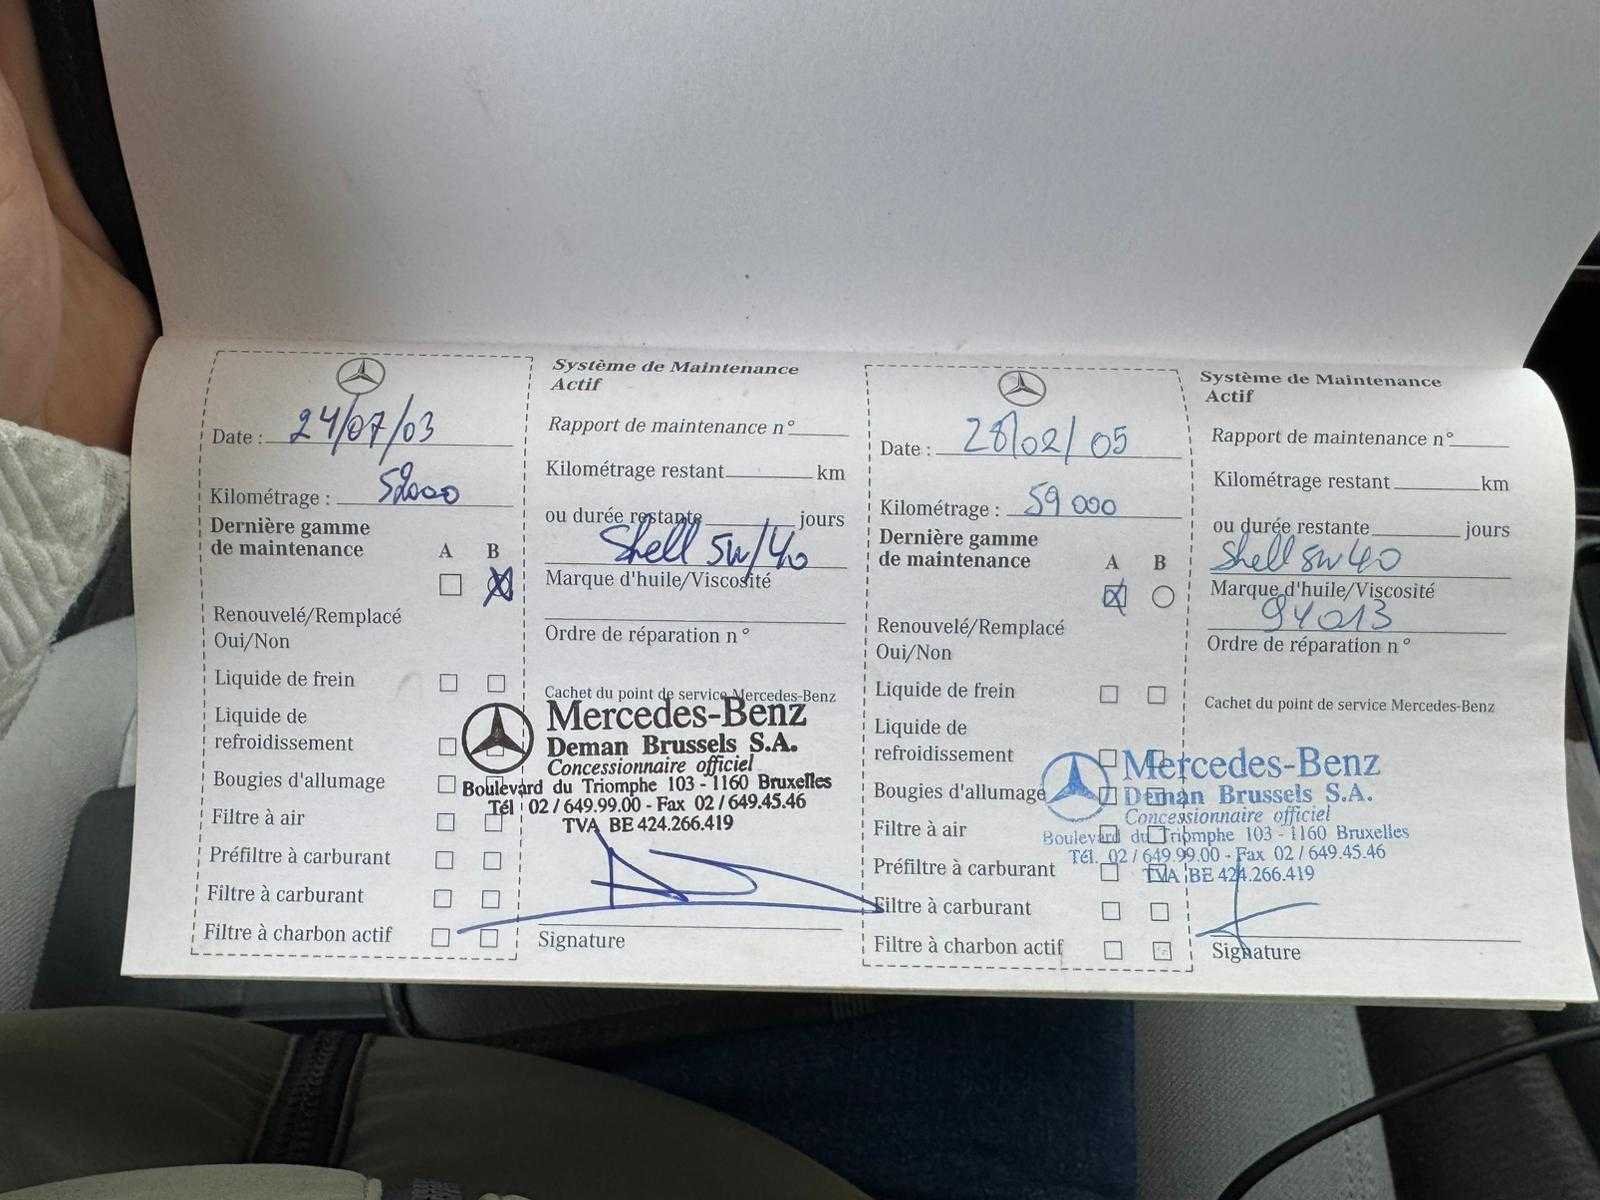 Date : 24/07/03
Kilométrage : 52000
Dernière gamme
de maintenance A B
Renouvelé/Remplacé
Oui/Non
Liquide de frein
Liquide de
refroidissement
Bougies d'allumage
Filtre à air
Préfiltre à carburant
Filtre à carburant
Filtre à charbon actif
Système de Maintenance
Actif
Rapport de maintenance n°
Kilométrage restant km
ou durée restante jours
Shell 5w/40
Marque d'huile/Viscosité
Ordre de réparation n°
Cachet du point de service Mercedes-Benz
Mercedes-Benz
Deman Brussels S.A.
Concessionnaire officiel
Boulevard du Triomphe 103 - 1160 Bruxelles
Tél 02 / 649.99.00 - Fax 02 / 649.45.46
TVA BE 424.266.419
Signature
Date : 28/02/05
Kilométrage : 59 000
Dernière gamme
de maintenance A B
Renouvelé/Remplacé
Oui/Non
Liquide de frein
Liquide de
refroidissement
Bougies d'allumage
Filtre à air
Préfiltre à carburant
Filtre à carburant
Filtre à charbon actif
Système de Maintenance
Actif
Rapport de maintenance n°
Kilométrage restant km
ou durée restante jours
Shell 5w40
Marque d'huile/Viscosité
94013
Ordre de réparation n°
Cachet du point de service Mercedes-Benz
Mercedes-Benz
Deman Brussels S.A.
Concessionnaire officiel
Boulevard du Triomphe 103 - 1160 Bruxelles
Tél. 02 / 649.99.00 - Fax 02 / 649.45.46
TVA BE 424.266.419
Signature